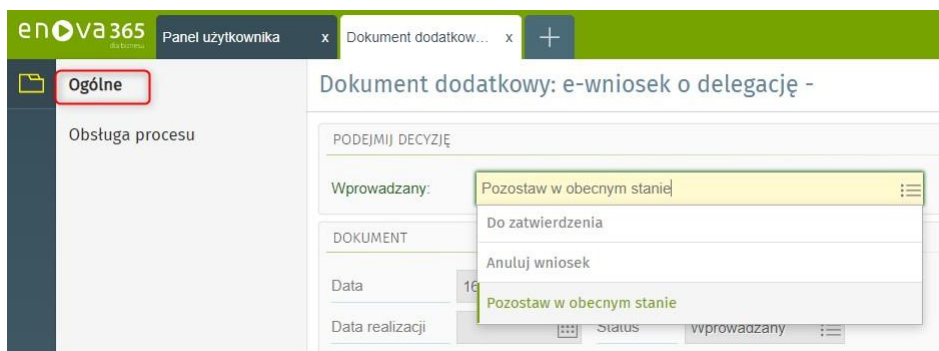 enova365 Panel użytkownika x Dokument dodatkow... x
dla biznesu
Ogólne
Dokument dodatkowy: e-wniosek o delegację -
Obsługa procesu
PODEJMIJ DECYZJĘ
Wprowadzany: Pozostaw w obecnym stanie
Do zatwierdzenia
DOKUMENT
Anuluj wniosek
Data 16
Pozostaw w obecnym stanie
Data realizacji Status Wprowadzany